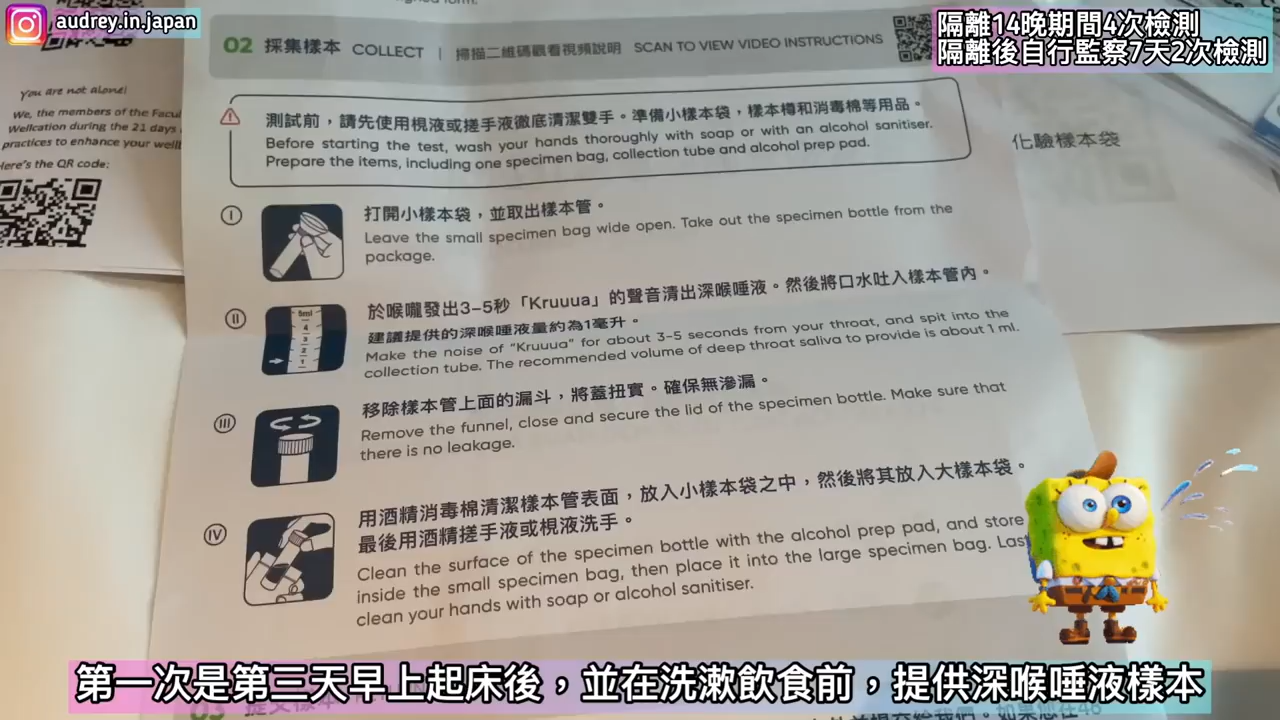 audrey.in.japan
隔離14晚期間4次檢測
隔離後自行監察7天2次檢測
You are not alone!
We, the members of the Facul
Wellcation during the 21 days
practices to enhance your wellb
Here's the QR code:
02 採集樣本 COLLECT | 掃描二維碼觀看視頻說明 SCAN TO VIEW VIDEO INSTRUCTIONS
測試前，請先使用梘液或搓手液徹底清潔雙手。準備小樣本袋，樣本樽和消毒棉等用品。
Before starting the test, wash your hands thoroughly with soap or with an alcohol sanitiser.
Prepare the items, including one specimen bag, collection tube and alcohol prep pad.
化驗樣本袋
I
打開小樣本袋，並取出樣本管。
Leave the small specimen bag wide open. Take out the specimen bottle from the
package.
II
5ml
4
3
2
1
於喉嚨發出3-5秒「Kruuua」的聲音清出深喉唾液。然後將口水吐入樣本管內。
建議提供的深喉唾液量約為1毫升。
Make the noise of "Kruuua" for about 3-5 seconds from your throat, and spit into the
collection tube. The recommended volume of deep throat saliva to provide is about 1 ml.
III
移除樣本管上面的漏斗，將蓋扭實。確保無滲漏。
Remove the funnel, close and secure the lid of the specimen bottle. Make sure that
there is no leakage.
IV
用酒精消毒棉清潔樣本管表面，放入小樣本袋之中，然後將其放入大樣本袋。
最後用酒精搓手液或梘液洗手。
Clean the surface of the specimen bottle with the alcohol prep pad, and store
inside the small specimen bag, then place it into the large specimen bag. Last
clean your hands with soap or alcohol sanitiser.
第一次是第三天早上起床後，並在洗漱飲食前，提供深喉唾液樣本